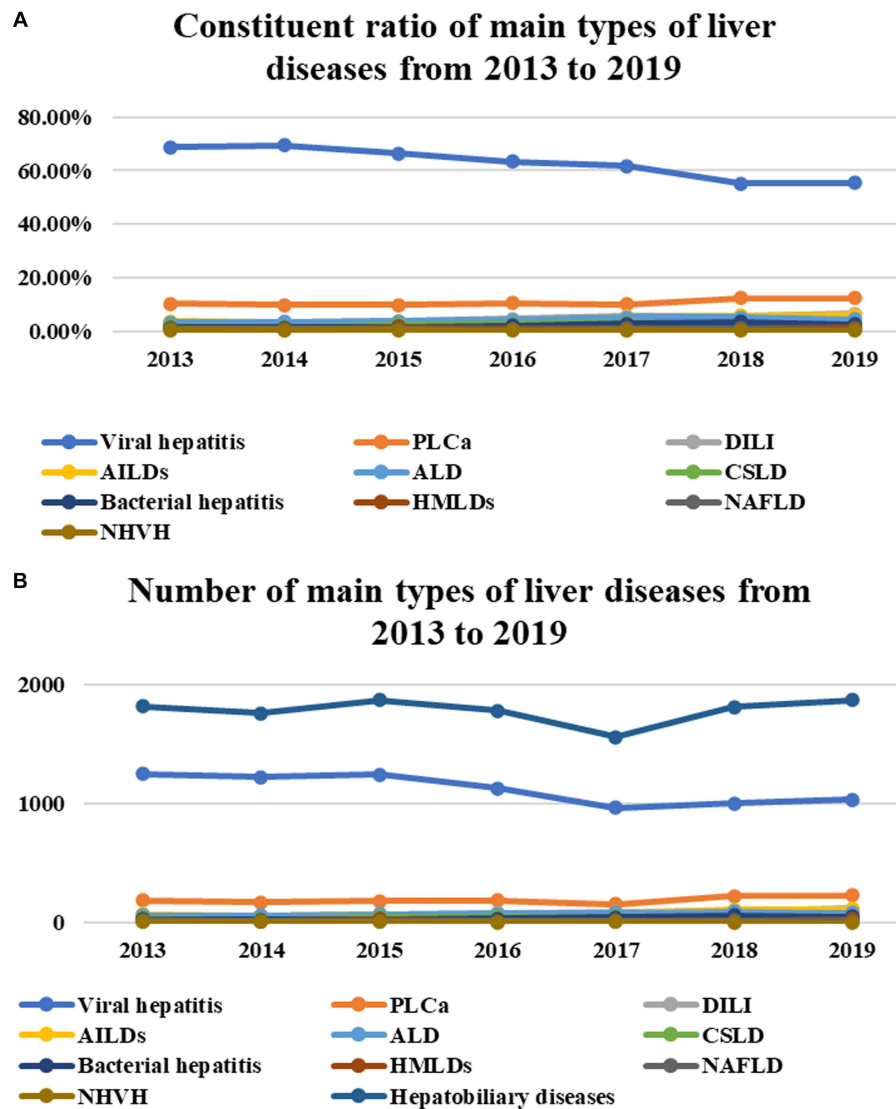 A
Constituent ratio of main types of liver
diseases from 2013 to 2019
80.00%
60.00%
40.00%
20.00%
0.00%
2013 2014 2015 2016 2017 2018 2019
Viral hepatitis PLCa DILI
AILDs ALD CSLD
Bacterial hepatitis HMLDs NAFLD
NHVH
B
Number of main types of liver diseases from
2013 to 2019
2000
1000
0
2013 2014 2015 2016 2017 2018 2019
Viral hepatitis PLCa DILI
AILDs ALD CSLD
Bacterial hepatitis HMLDs NAFLD
NHVH Hepatobiliary diseases